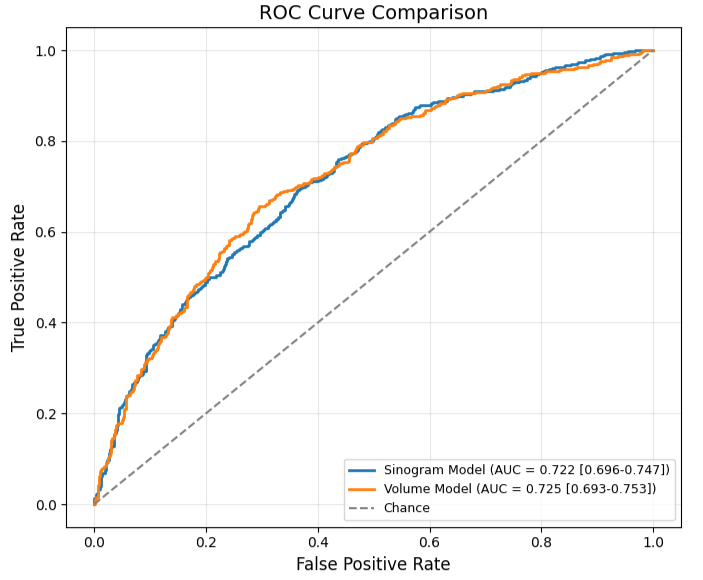 ROC Curve Comparison
True Positive Rate
1.0
0.8
0.6
0.4
0.2
0.0
Sinogram Model (AUC = 0.722 [0.696-0.747])
Volume Model (AUC = 0.725 [0.693-0.753])
Chance
0.0 0.2 0.4 0.6 0.8 1.0
False Positive Rate